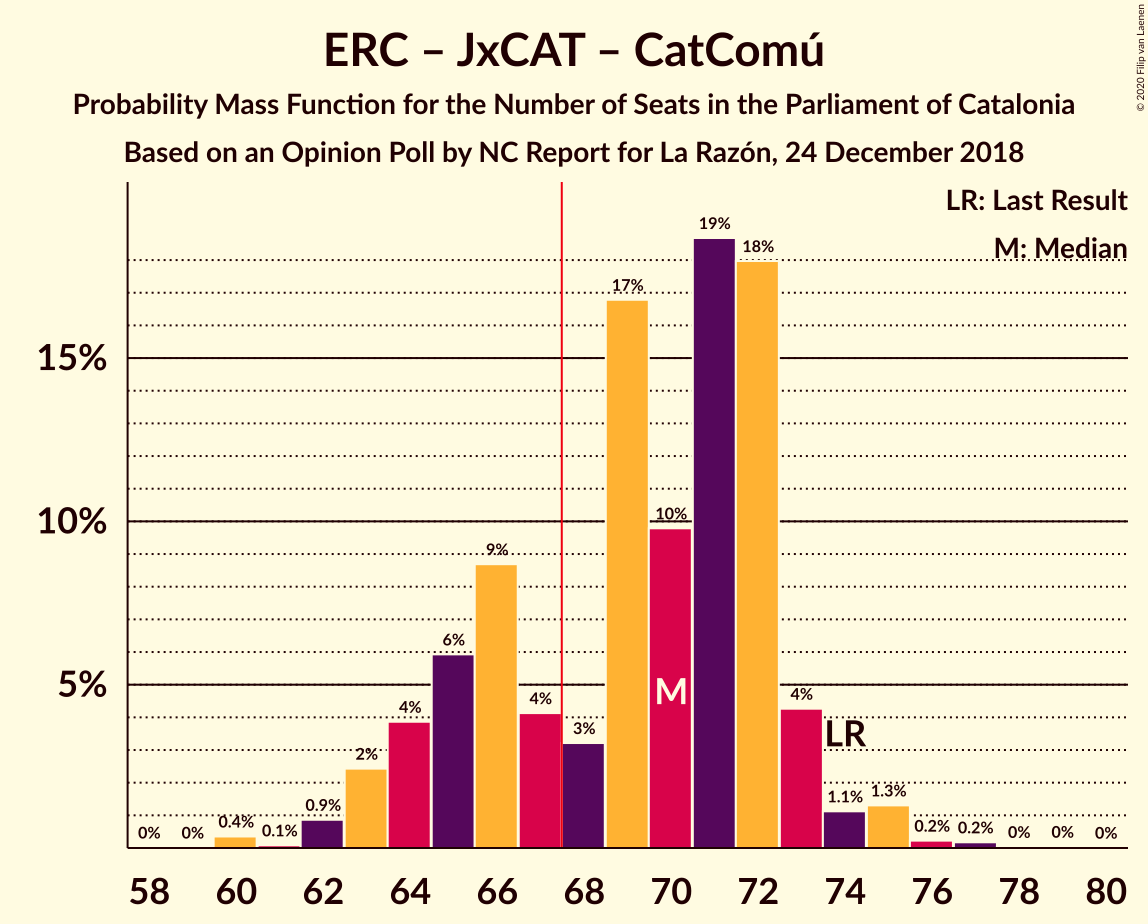 ERC – JxCAT – CatComú
Probability Mass Function for the Number of Seats in the Parliament of Catalonia
Based on an Opinion Poll by NC Report for La Razón, 24 December 2018
© 2020 Filip van Laenen
LR: Last Result
M: Median
15%
10%
5%
0%
0%
0.4%
0.1%
0.9%
2%
4%
6%
9%
4%
3%
17%
10%
19%
18%
4%
1.1%
1.3%
0.2%
0.2%
0%
0%
0%
M
LR
58 60 62 64 66 68 70 72 74 76 78 80